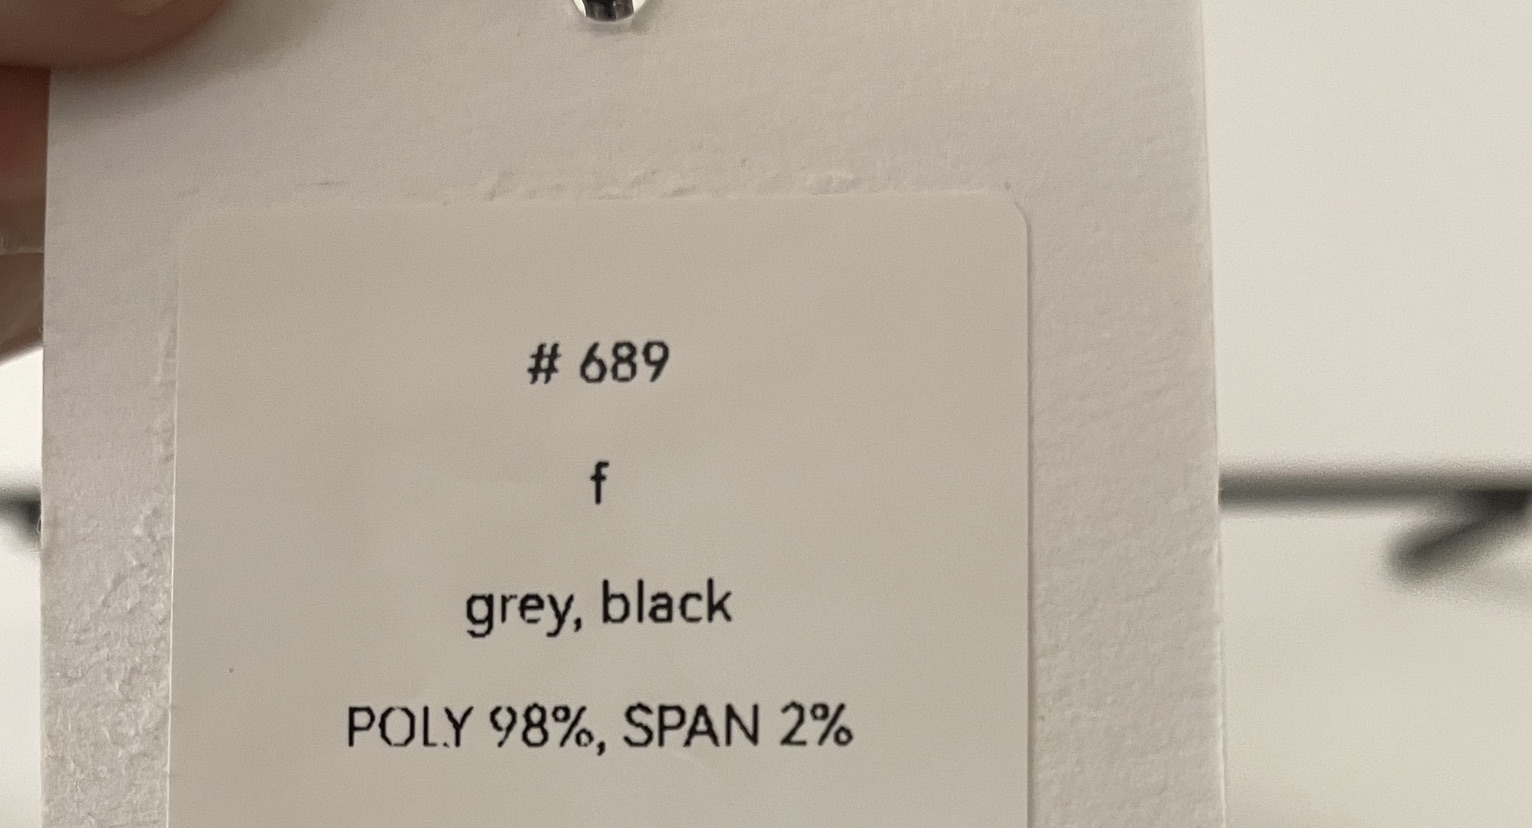 # 689
f
grey, black
POLY 98%, SPAN 2%